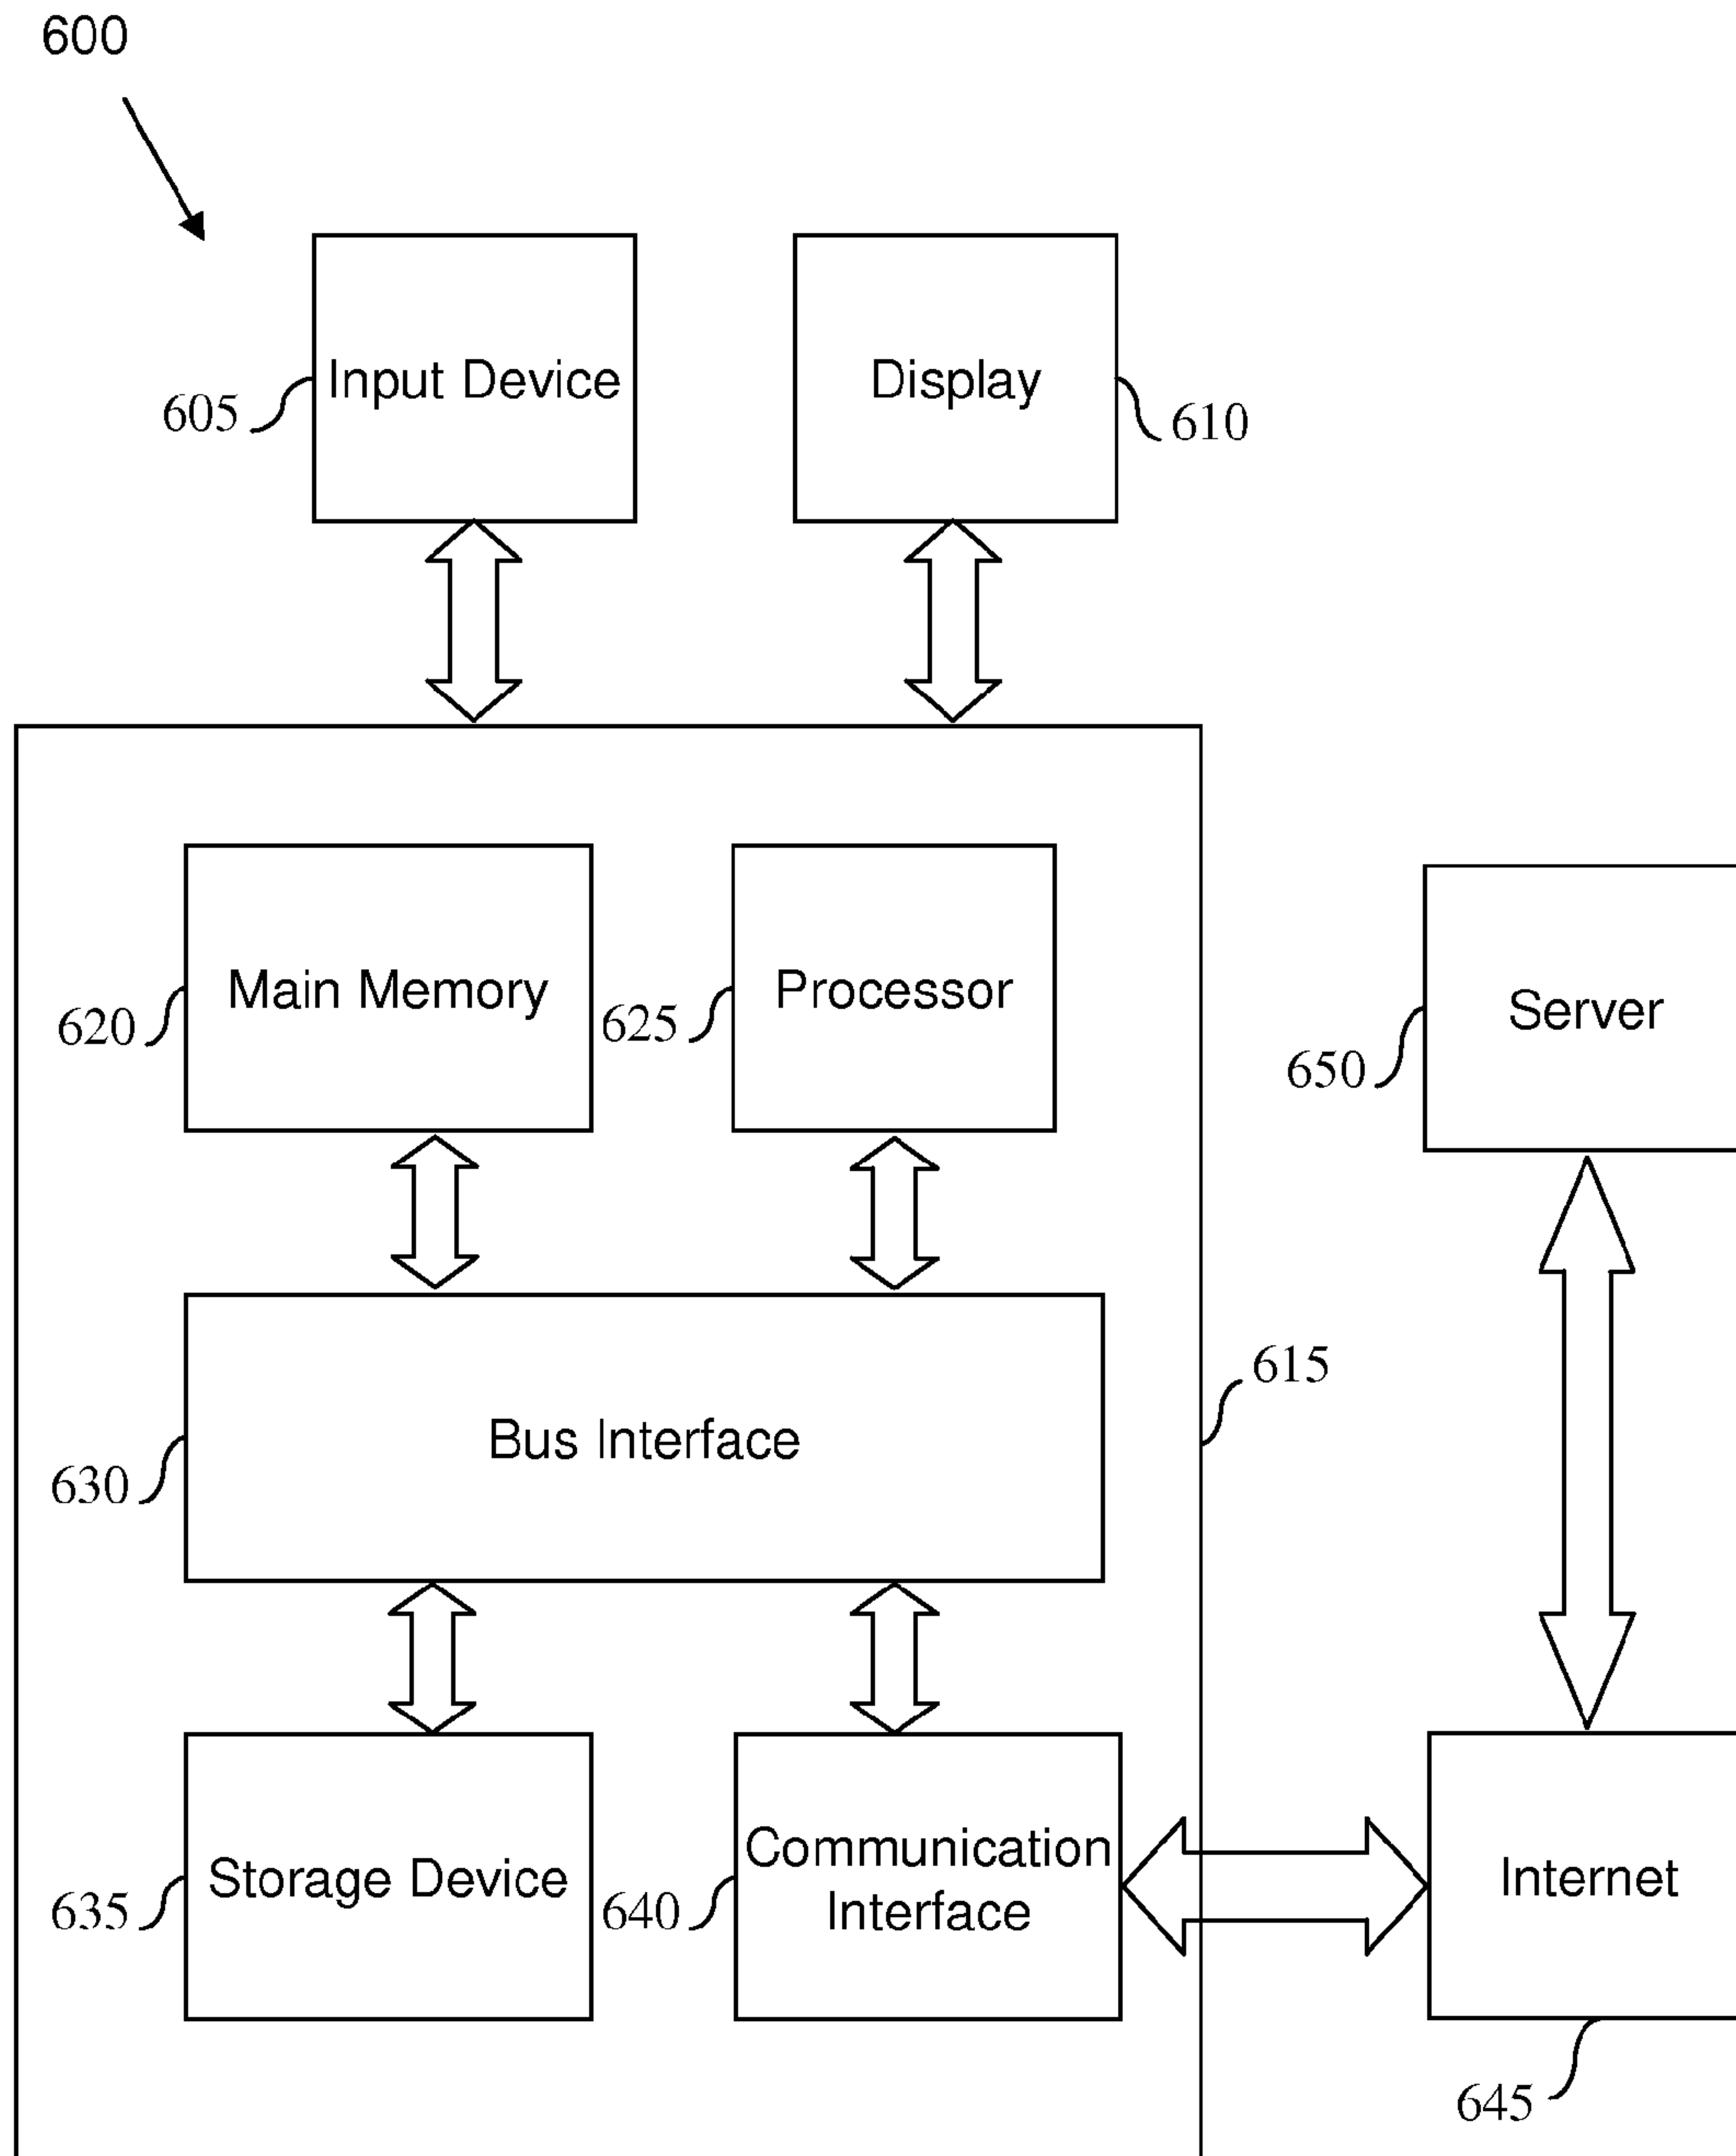 600
Input Device
Display
605
610
Main Memory
Processor
620
625
Server
650
615
Bus Interface
630
Communication
Interface
Storage Device
Internet
635
640
645